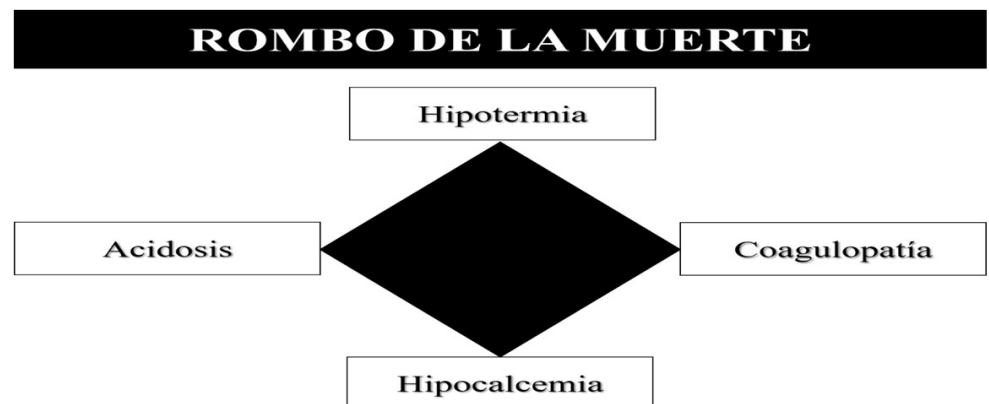 ROMBO DE LA MUERTE
Hipotermia
Acidosis
Coagulopatía
Hipocalcemia